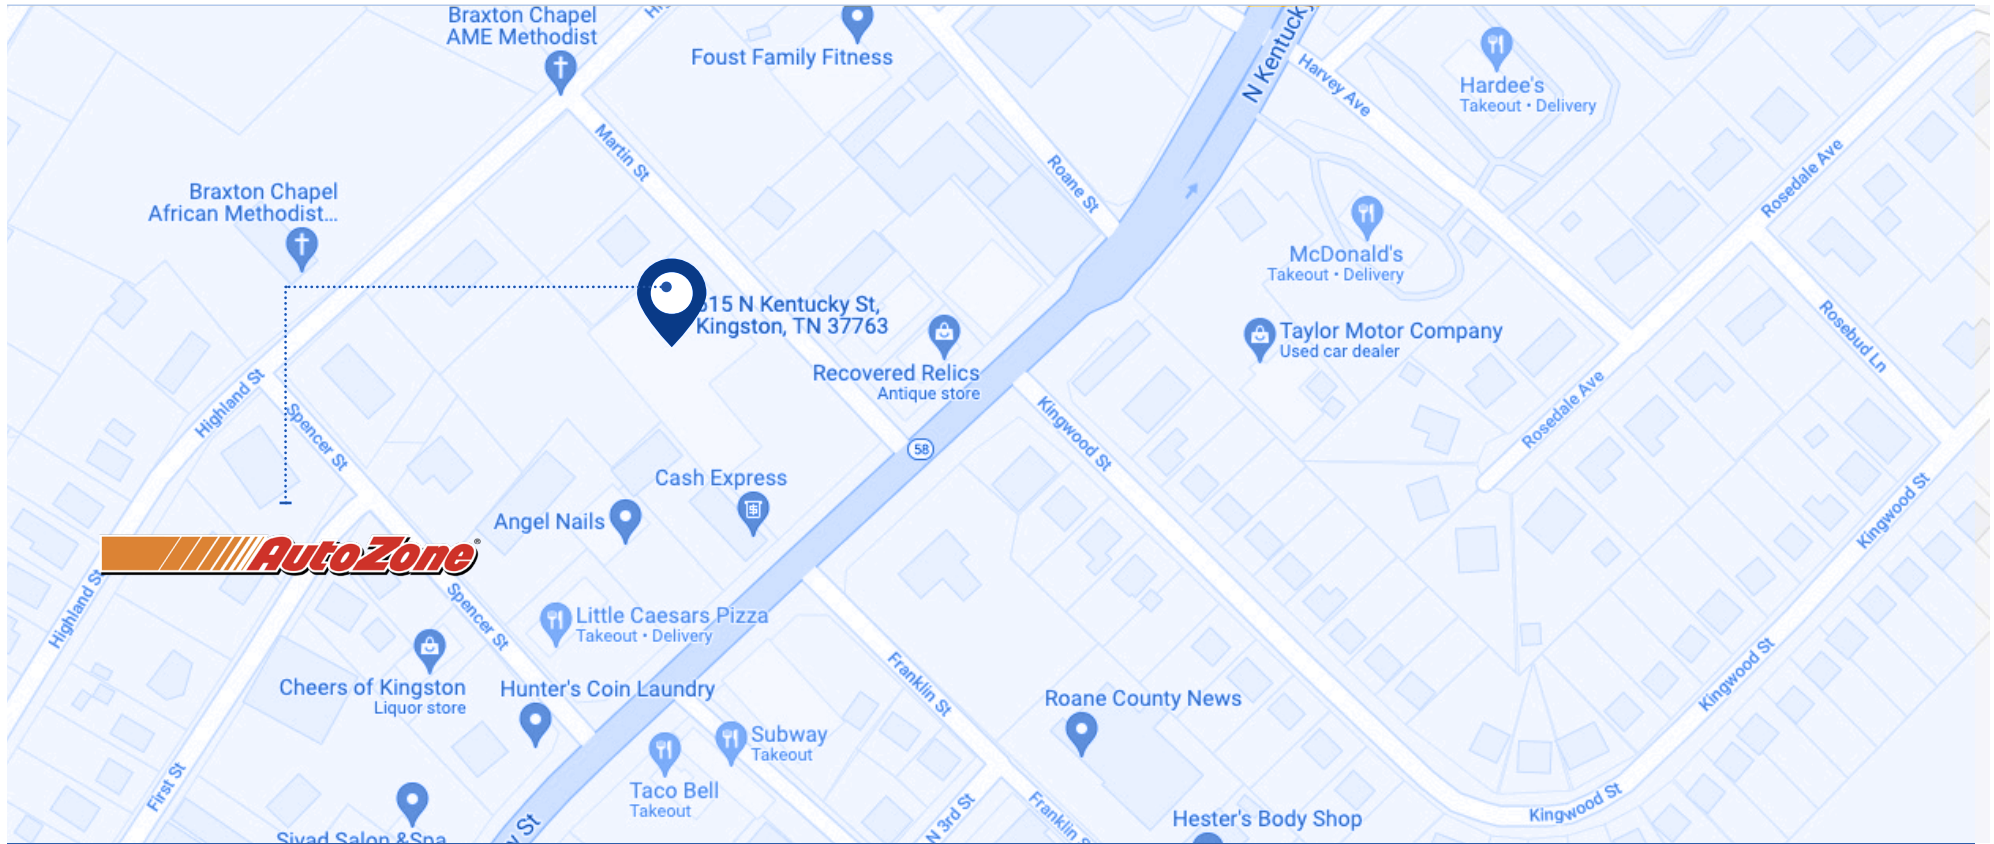 Braxton Chapel
AME Methodist
Foust Family Fitness
N Kentucky
Harvey Ave
Hardee's
Takeout • Delivery
Martin St
Roane St
Rosedale Ave
Braxton Chapel
African Methodist...
McDonald's
Takeout • Delivery
615 N Kentucky St,
Kingston, TN 37763
Recovered Relics
Antique store
Taylor Motor Company
Used car dealer
Rosebud Ln
Highland St
Spencer St
Kingwood St
Rosedale Ave
58
Cash Express
Angel Nails
Kingwood St
AutoZone®
Highland St
Spencer St
Little Caesars Pizza
Takeout • Delivery
Cheers of Kingston
Liquor store
Hunter's Coin Laundry
Franklin St
Roane County News
Kingwood St
Subway
Takeout
Taco Bell
Takeout
First St
N 3rd St
Franklin S
Kingwood St
Hester's Body Shop
Sivad Salon &Spa
y St